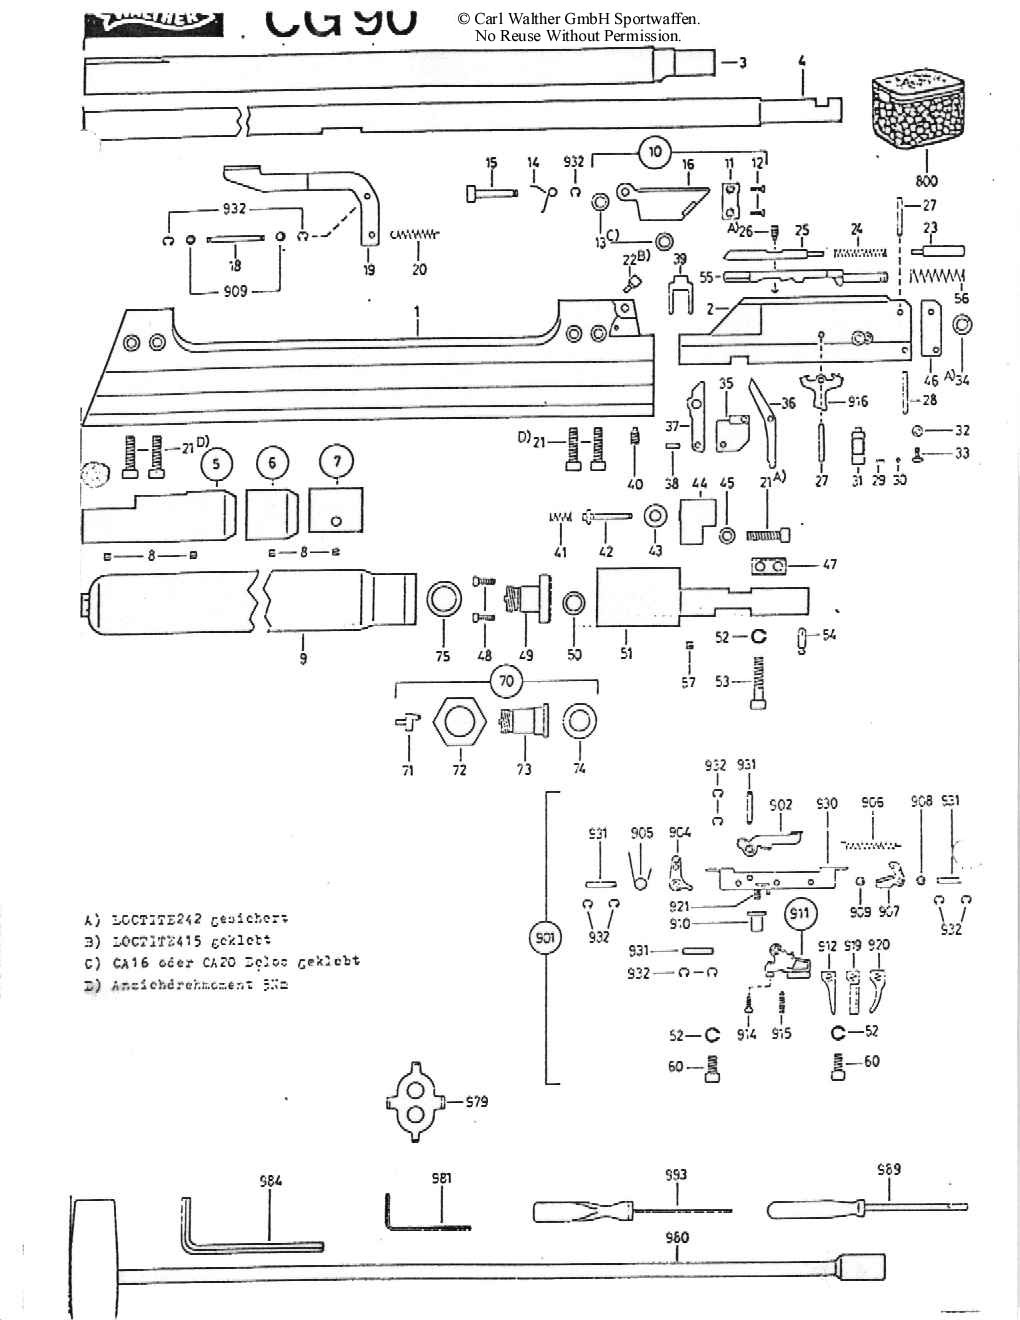 WALTHER CG 90
© Carl Walther GmbH Sportwaffen.
No Reuse Without Permission.
3
4
800
15 14 932 10 16 11 12
27
932
13 C)
A) 26 25 24 23
18 19 20
22 B) 39
55
909
56
1
2
46 A) 34
35
36
916
28
37
32
21 D)
D) 21
33
5 6 7
38
40 44 45 21 A) 27 31 29 30
8 8
41 42 43
47
9 75 48 49 50 51
52
54
57 53
70
71 72 73 74
932 931
902 930 906 908 931
931 905 904
921
910
911
909 907
932
932
901
931
912 919 920
932
914 915
52 52
60 60
A) LOCTITE242 gesichert
B) LOCTITE415 geklebt
C) CA16 oder CA20 Delos geklebt
D) Anziehdrehmoment 5Nm
979
984 981 993 989
980